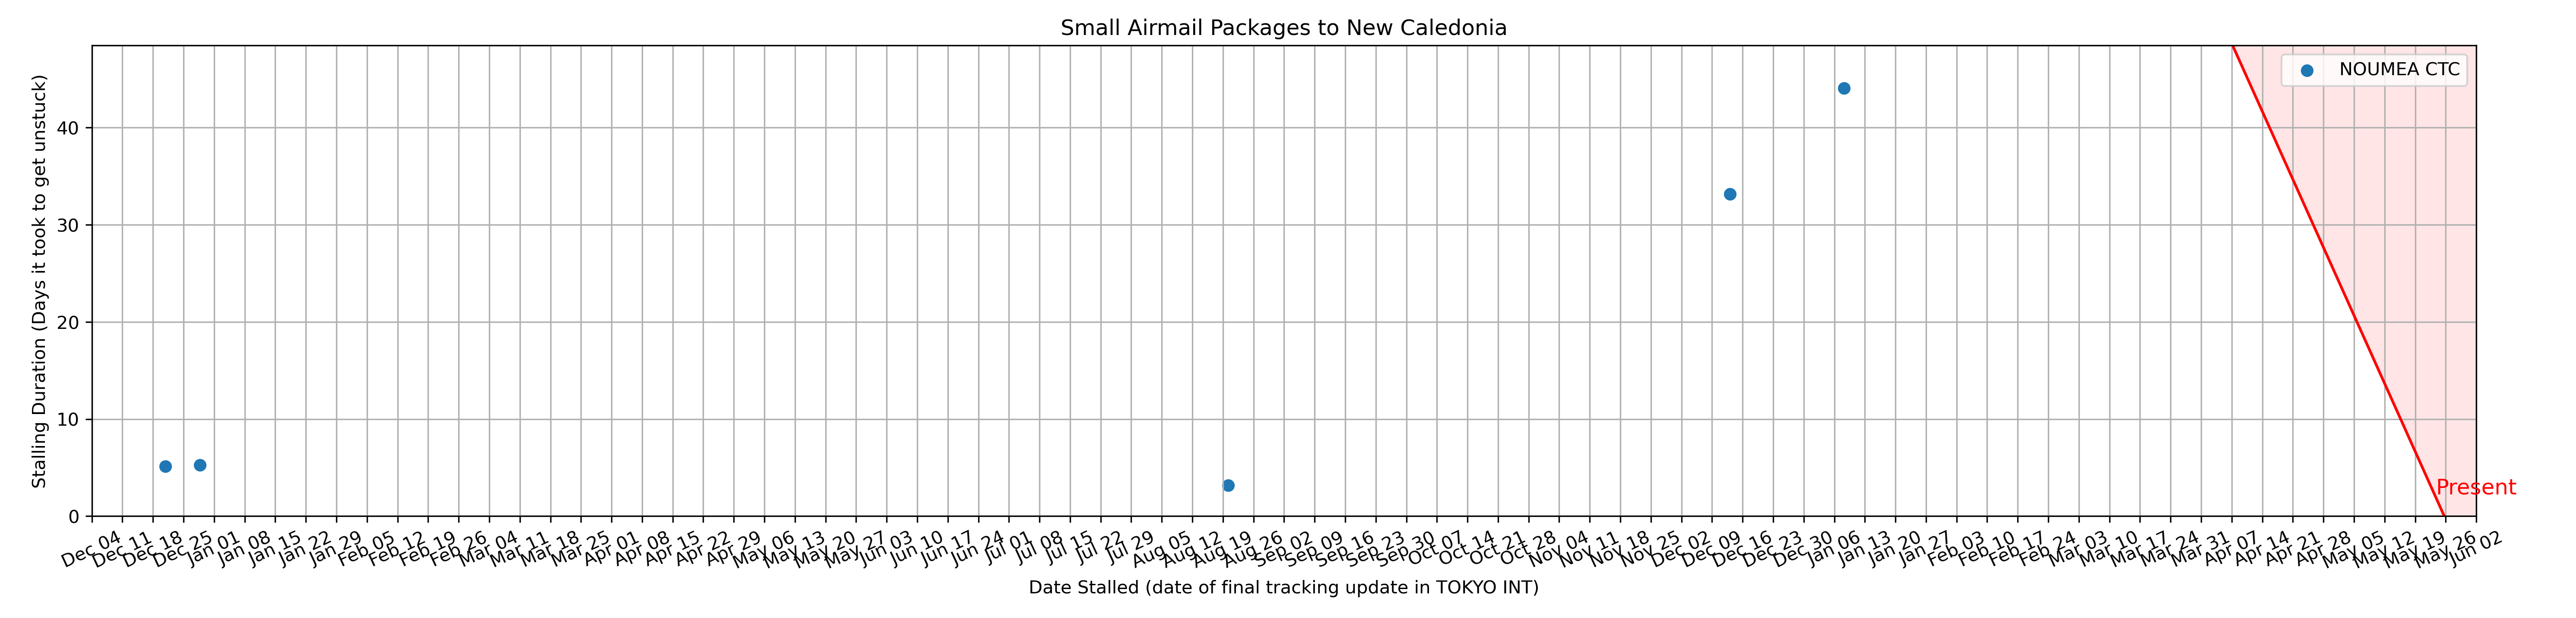 Small Airmail Packages to New Caledonia
NOUMEA CTC
Stalling Duration (Days it took to get unstuck)
40
30
20
10
0
Present
Dec 04 Dec 11 Dec 18 Dec 25 Jan 01 Jan 08 Jan 15 Jan 22 Jan 29 Feb 05 Feb 12 Feb 19 Feb 26 Mar 04 Mar 11 Mar 18 Mar 25 Apr 01 Apr 08 Apr 15 Apr 22 Apr 29 May 06 May 13 May 20 May 27 Jun 03 Jun 10 Jun 17 Jun 24 Jul 01 Jul 08 Jul 15 Jul 22 Jul 29 Aug 05 Aug 12 Aug 19 Aug 26 Sep 02 Sep 09 Sep 16 Sep 23 Sep 30 Oct 07 Oct 14 Oct 21 Oct 28 Nov 04 Nov 11 Nov 18 Nov 25 Dec 02 Dec 09 Dec 16 Dec 23 Dec 30 Jan 06 Jan 13 Jan 20 Jan 27 Feb 03 Feb 10 Feb 17 Feb 24 Mar 03 Mar 10 Mar 17 Mar 24 Mar 31 Apr 07 Apr 14 Apr 21 Apr 28 May 05 May 12 May 19 May 26 Jun 02
Date Stalled (date of final tracking update in TOKYO INT)